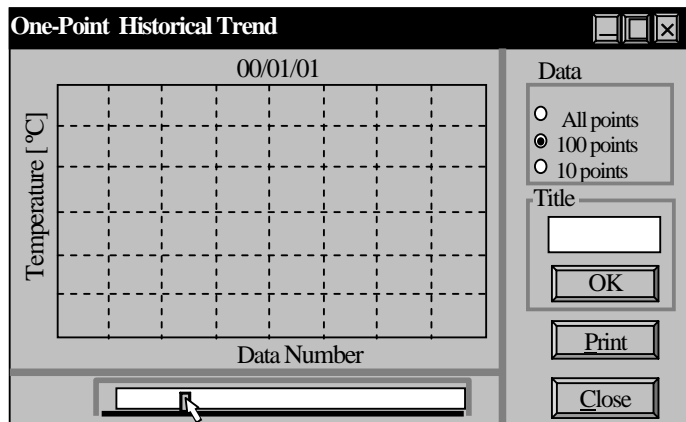 One-Point Historical Trend
00/01/01
Temperature [ °C]
Data Number
Data
All points
100 points
10 points
Title
OK
Print
Close